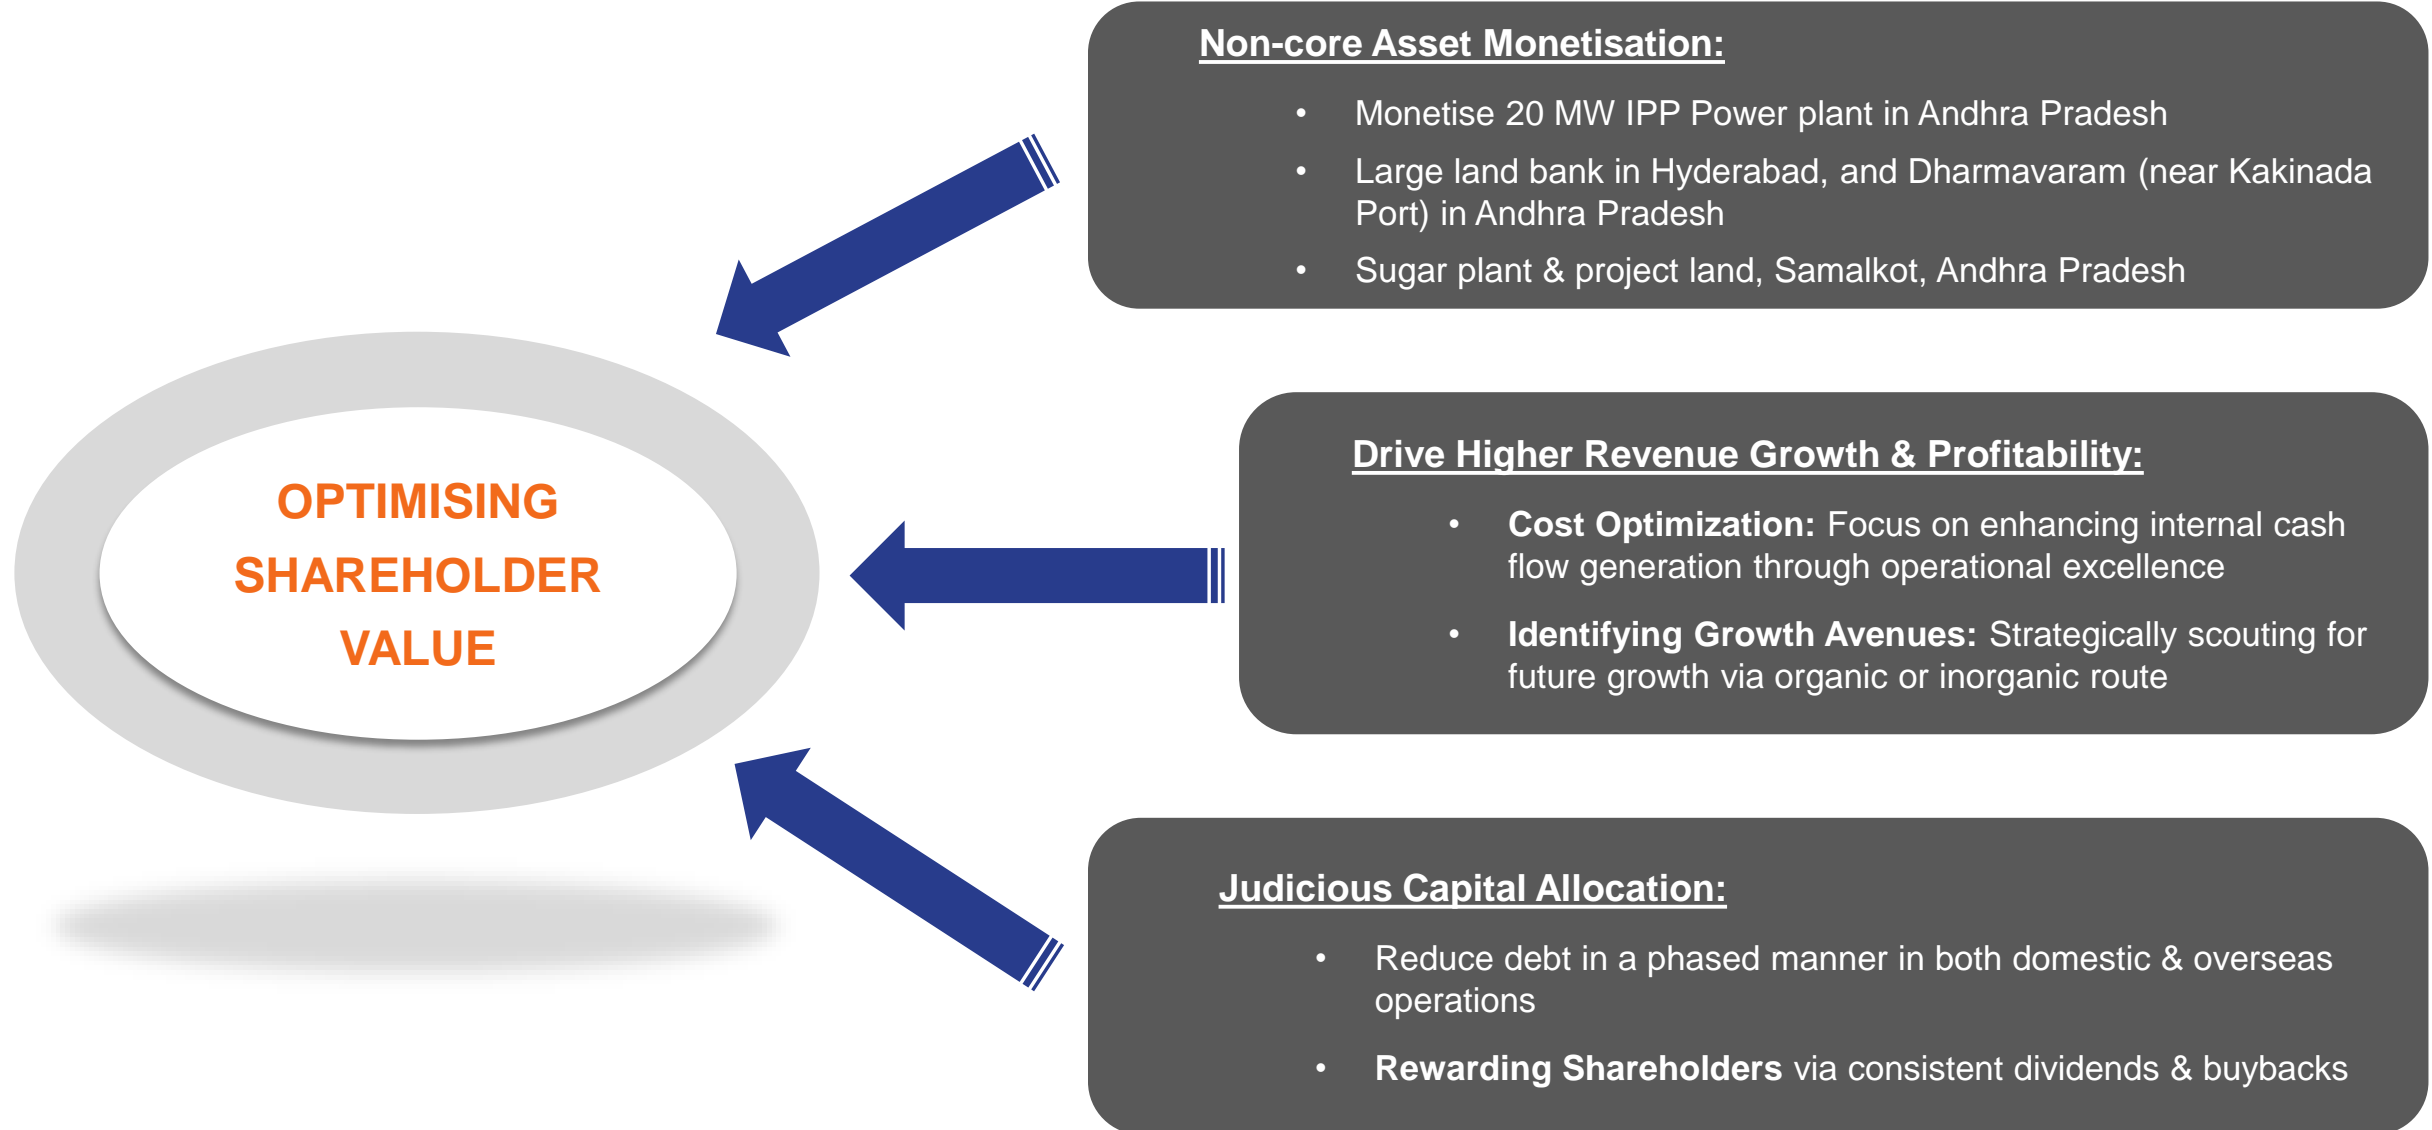 Non-core Asset Monetisation:
• Monetise 20 MW IPP Power plant in Andhra Pradesh
• Large land bank in Hyderabad, and Dharmavaram (near Kakinada
Port) in Andhra Pradesh
• Sugar plant & project land, Samalkot, Andhra Pradesh
OPTIMISING
SHAREHOLDER
VALUE
Drive Higher Revenue Growth & Profitability:
• Cost Optimization: Focus on enhancing internal cash
flow generation through operational excellence
• Identifying Growth Avenues: Strategically scouting for
future growth via organic or inorganic route
Judicious Capital Allocation:
• Reduce debt in a phased manner in both domestic & overseas
operations
• Rewarding Shareholders via consistent dividends & buybacks